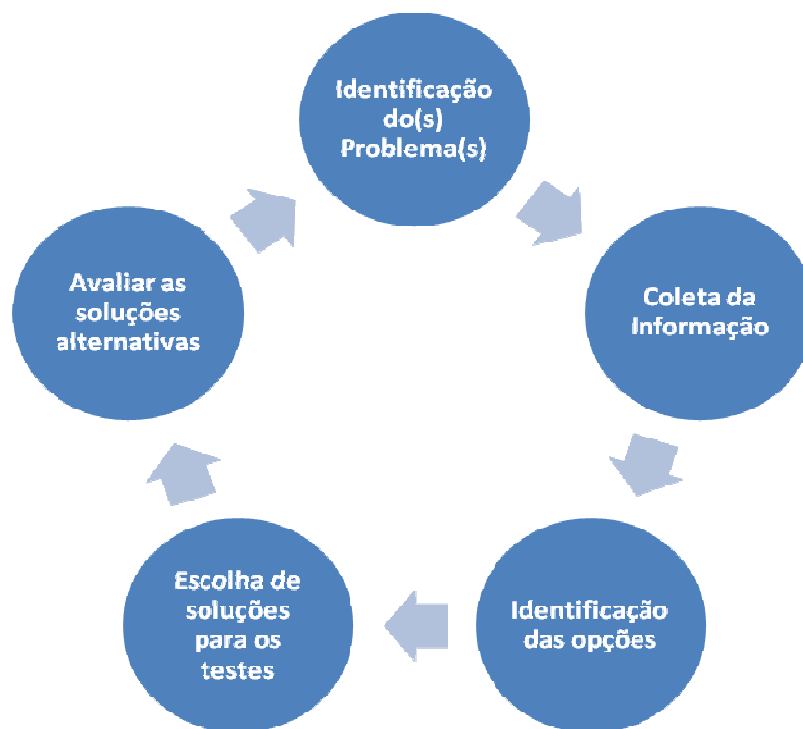 Identificação
do(s)
Problema(s)
Coleta da
Informação
Identificação
das opções
Escolha de
soluções
para os
testes
Avaliar as
soluções
alternativas